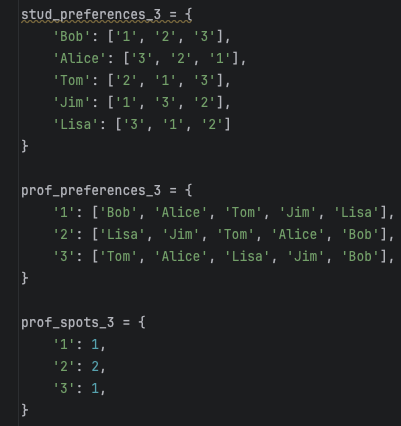 stud_preferences_3 = {
    'Bob': ['1', '2', '3'],
    'Alice': ['3', '2', '1'],
    'Tom': ['2', '1', '3'],
    'Jim': ['1', '3', '2'],
    'Lisa': ['3', '1', '2']
}

prof_preferences_3 = {
    '1': ['Bob', 'Alice', 'Tom', 'Jim', 'Lisa'],
    '2': ['Lisa', 'Jim', 'Tom', 'Alice', 'Bob'],
    '3': ['Tom', 'Alice', 'Lisa', 'Jim', 'Bob'],
}

prof_spots_3 = {
    '1': 1,
    '2': 2,
    '3': 1,
}